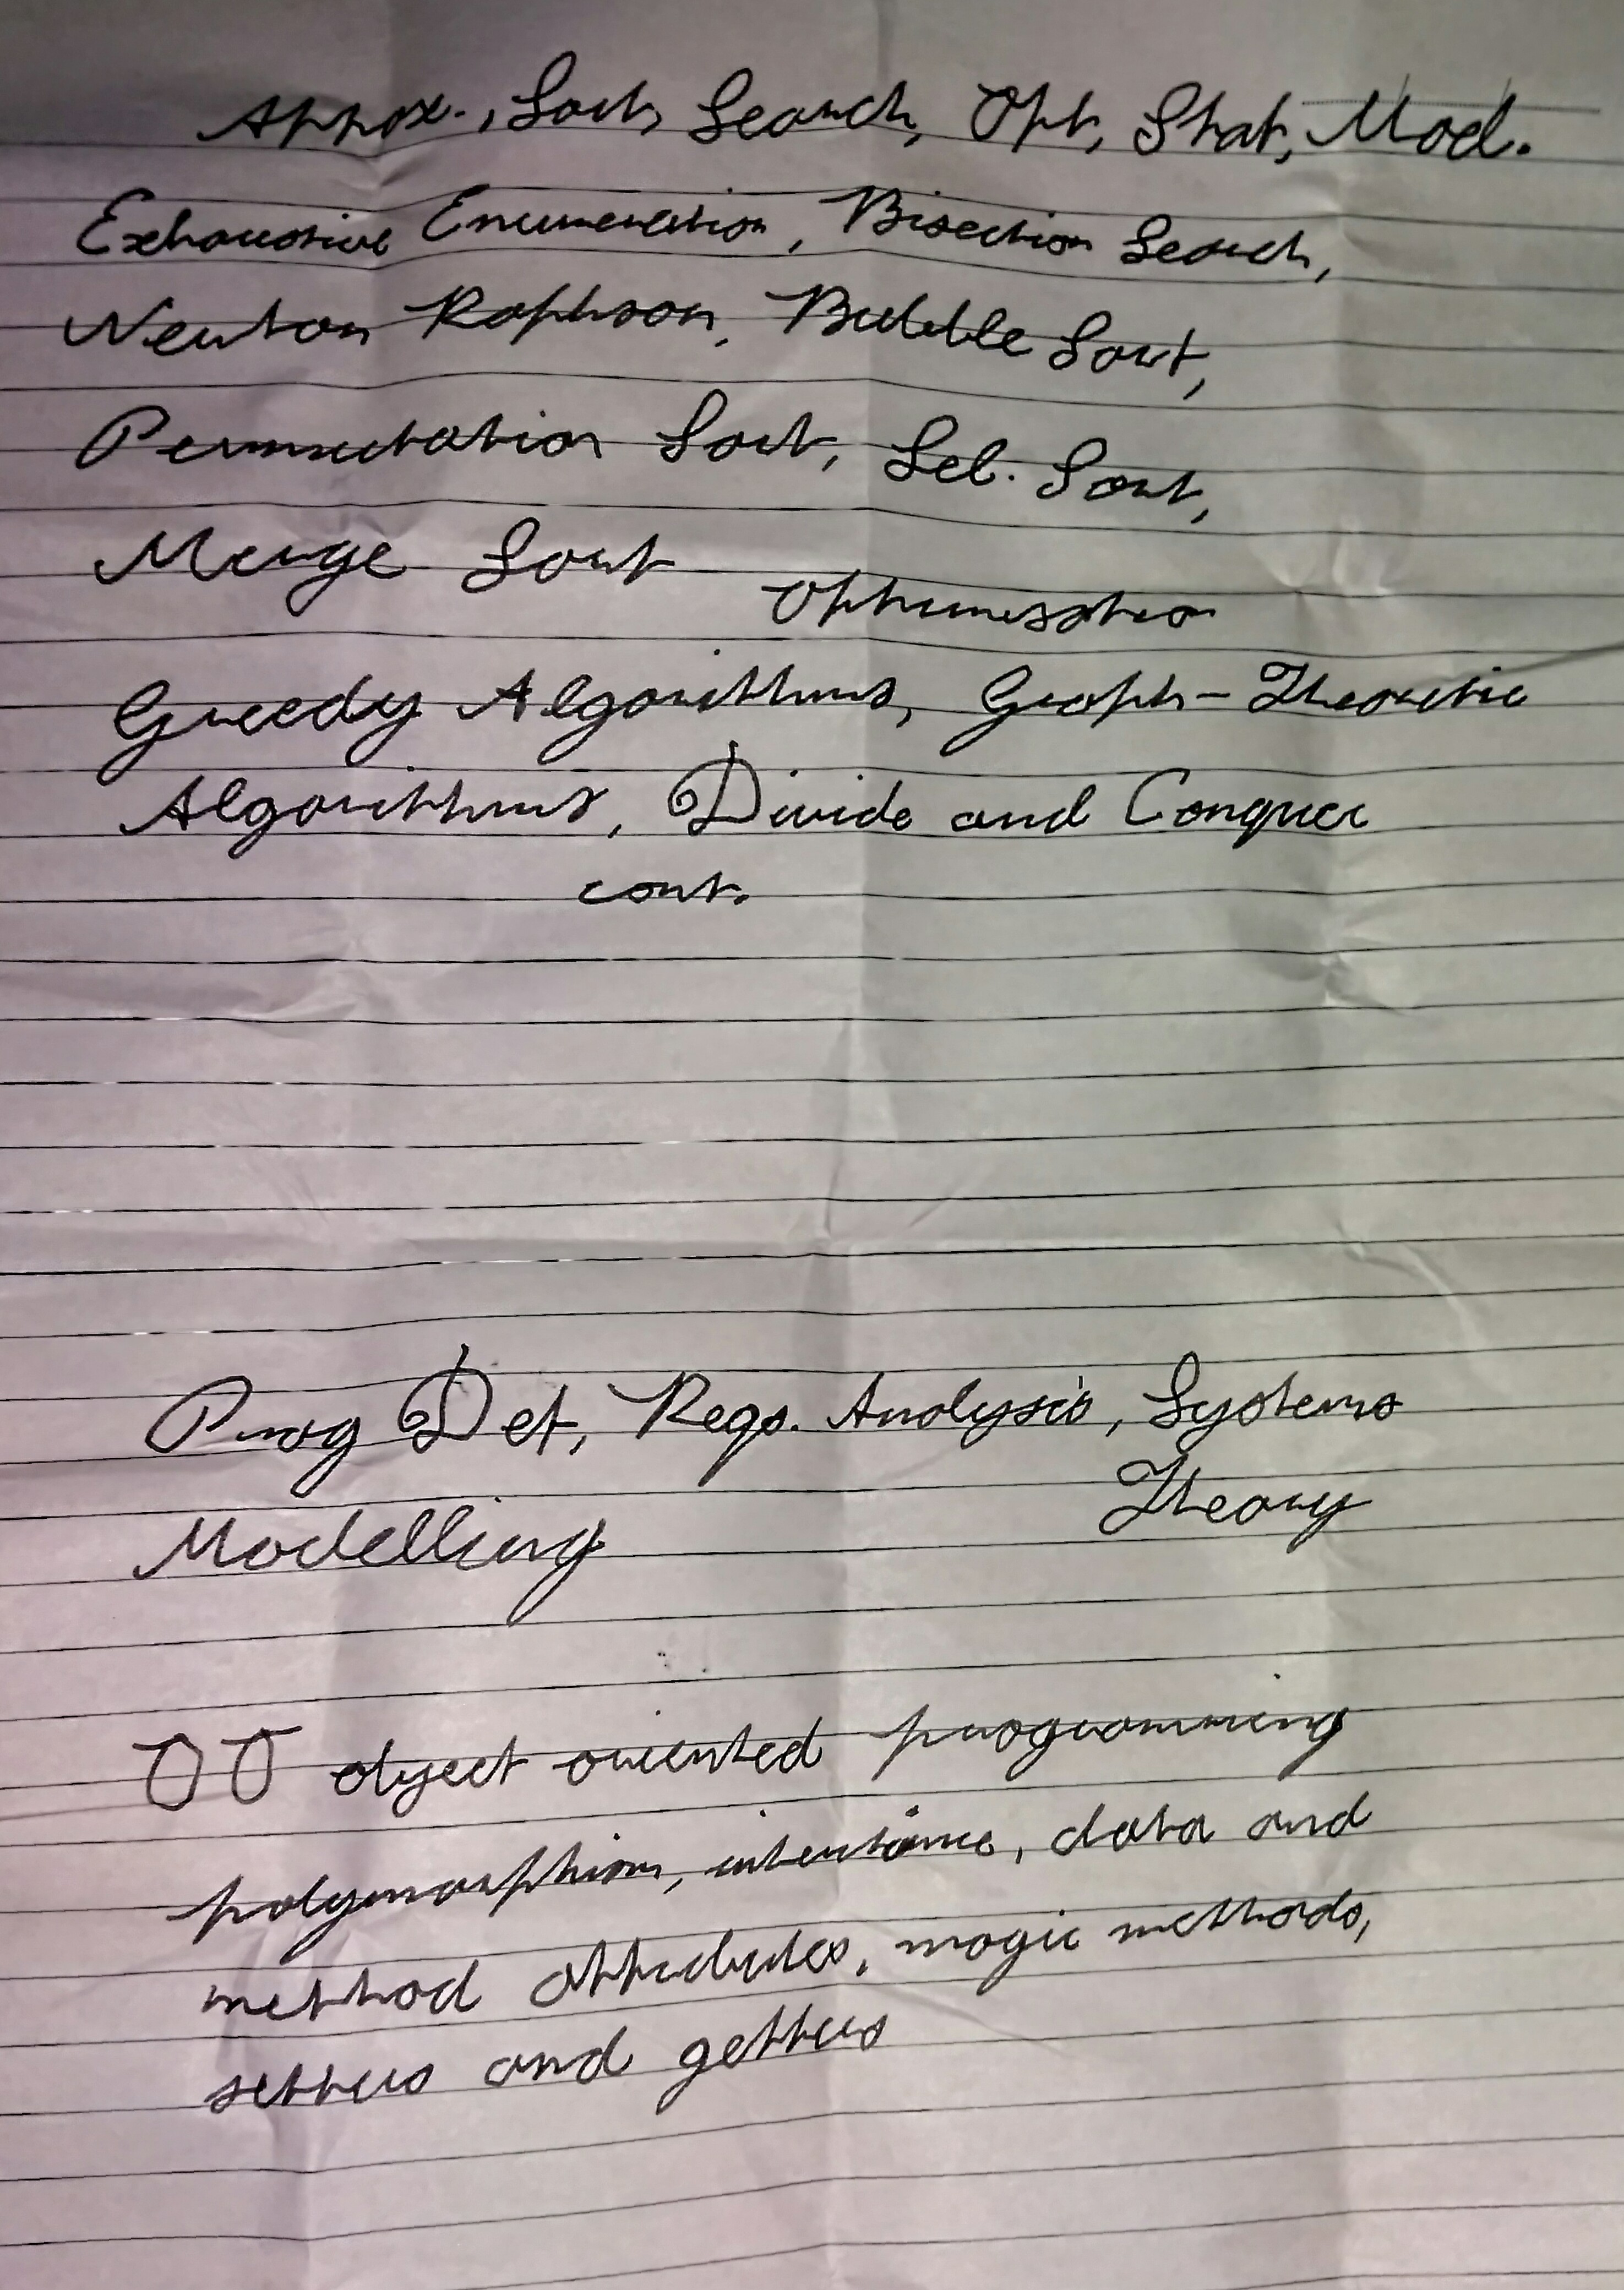 Approx., Sort, Search, Opt, Stat, Mod.
Exhaustive Enumeration, Bisection Search,
Newton Raphson, Bubble Sort,
Permutation Sort, Sel. Sort,
Merge Sort
Optimisation
Greedy Algorithms, Graph-Theoretic
Algorithms, Divide and Conquer
cont.
Prog Det, Reqs. Analysis, Systems
Theory
Modelling
OO object oriented programming
polymorphism, inheritance, data and
method attributes, magic methods,
setters and getters